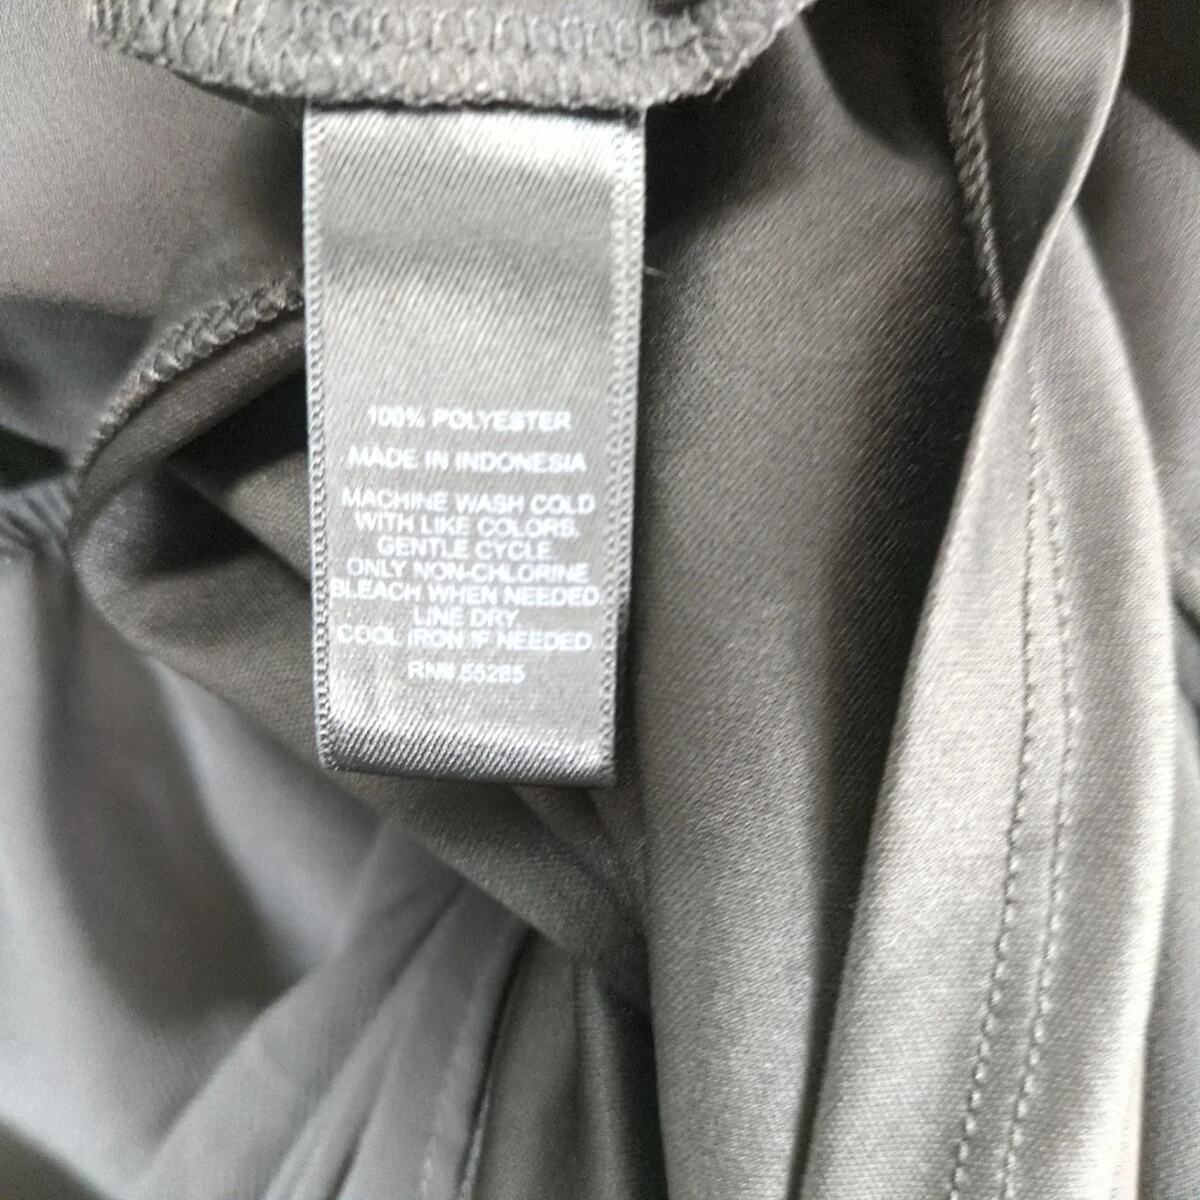 100% POLYESTER
MADE IN INDONESIA
MACHINE WASH COLD
WITH LIKE COLORS.
GENTLE CYCLE.
ONLY NON-CHLORINE
BLEACH WHEN NEEDED.
LINE DRY.
COOL IRON IF NEEDED
RN# 55285